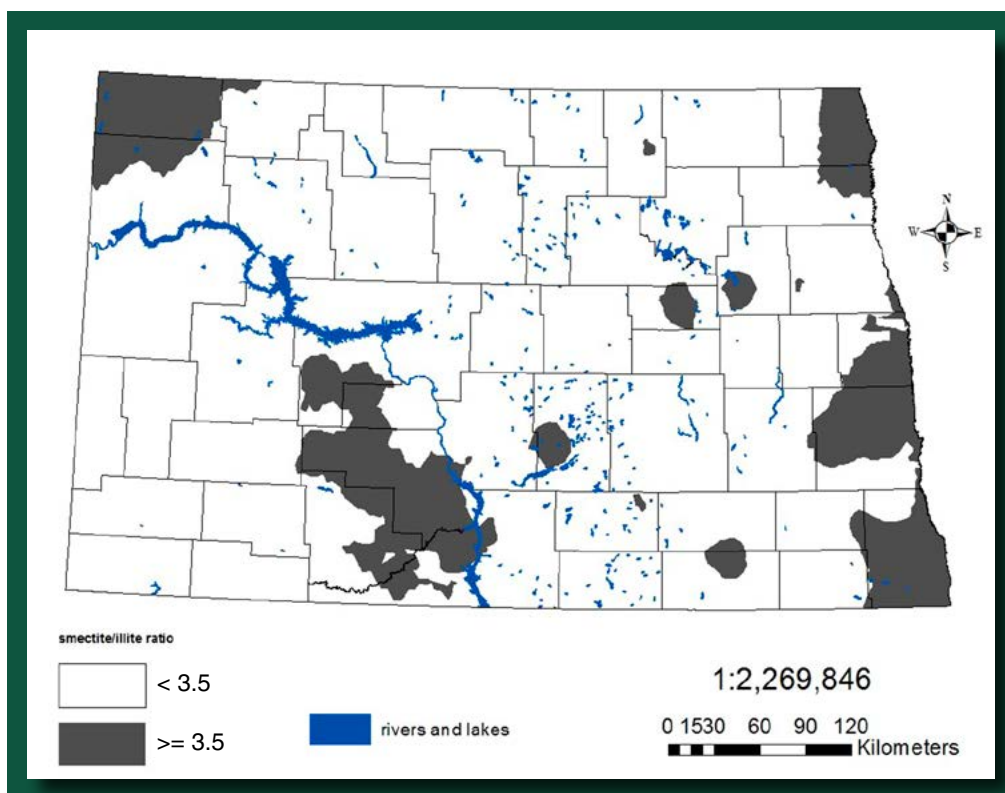 N
W E
S
smectite/illite ratio
< 3.5
>= 3.5
rivers and lakes
1:2,269,846
0 1530 60 90 120
Kilometers